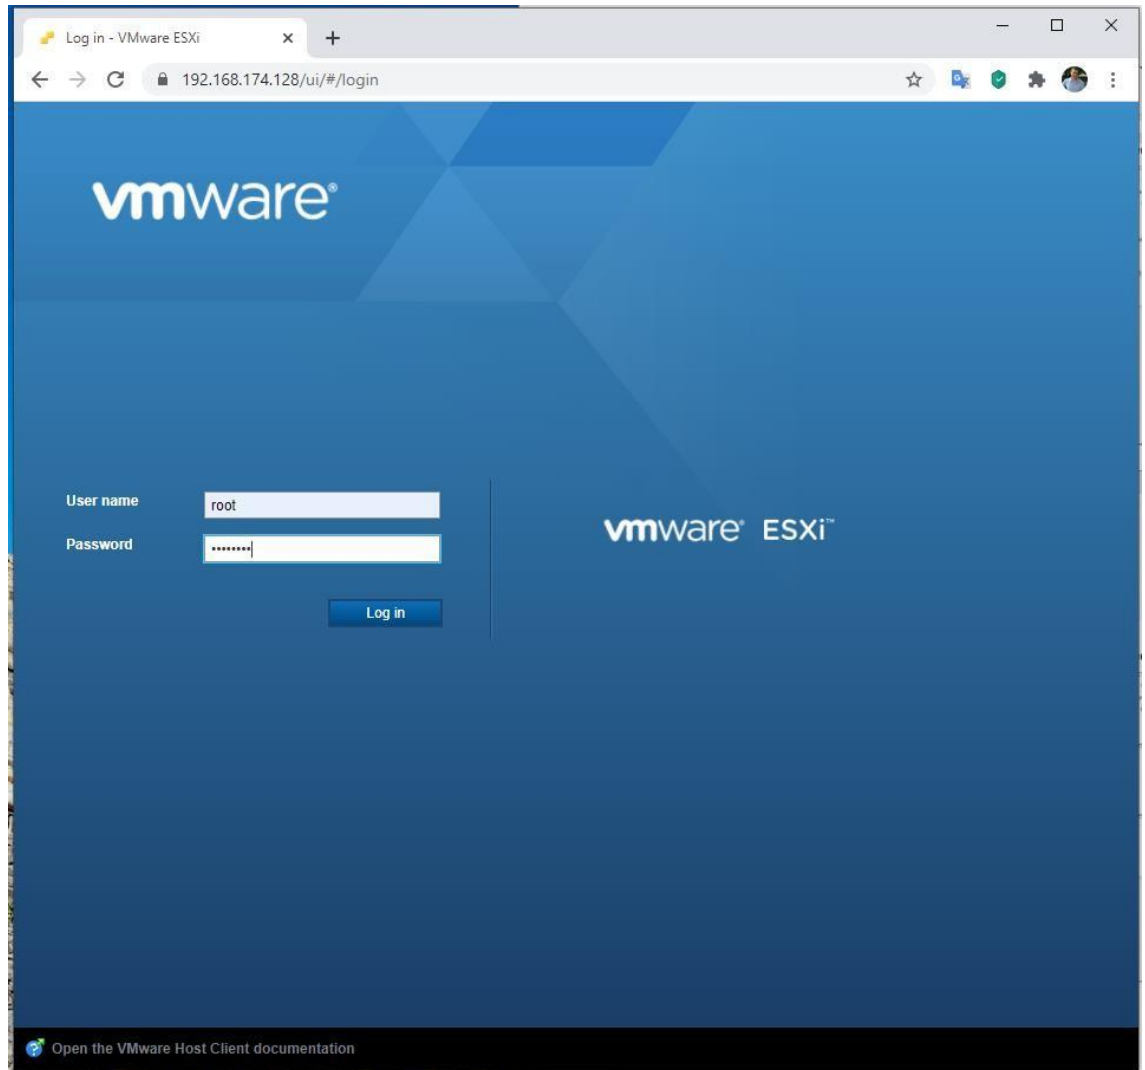 Log in - VMware ESXi
192.168.174.128/ui/#/login
vmware®
User name root
Password ••••••••
Log in
vmware® ESXi™
Open the VMware Host Client documentation